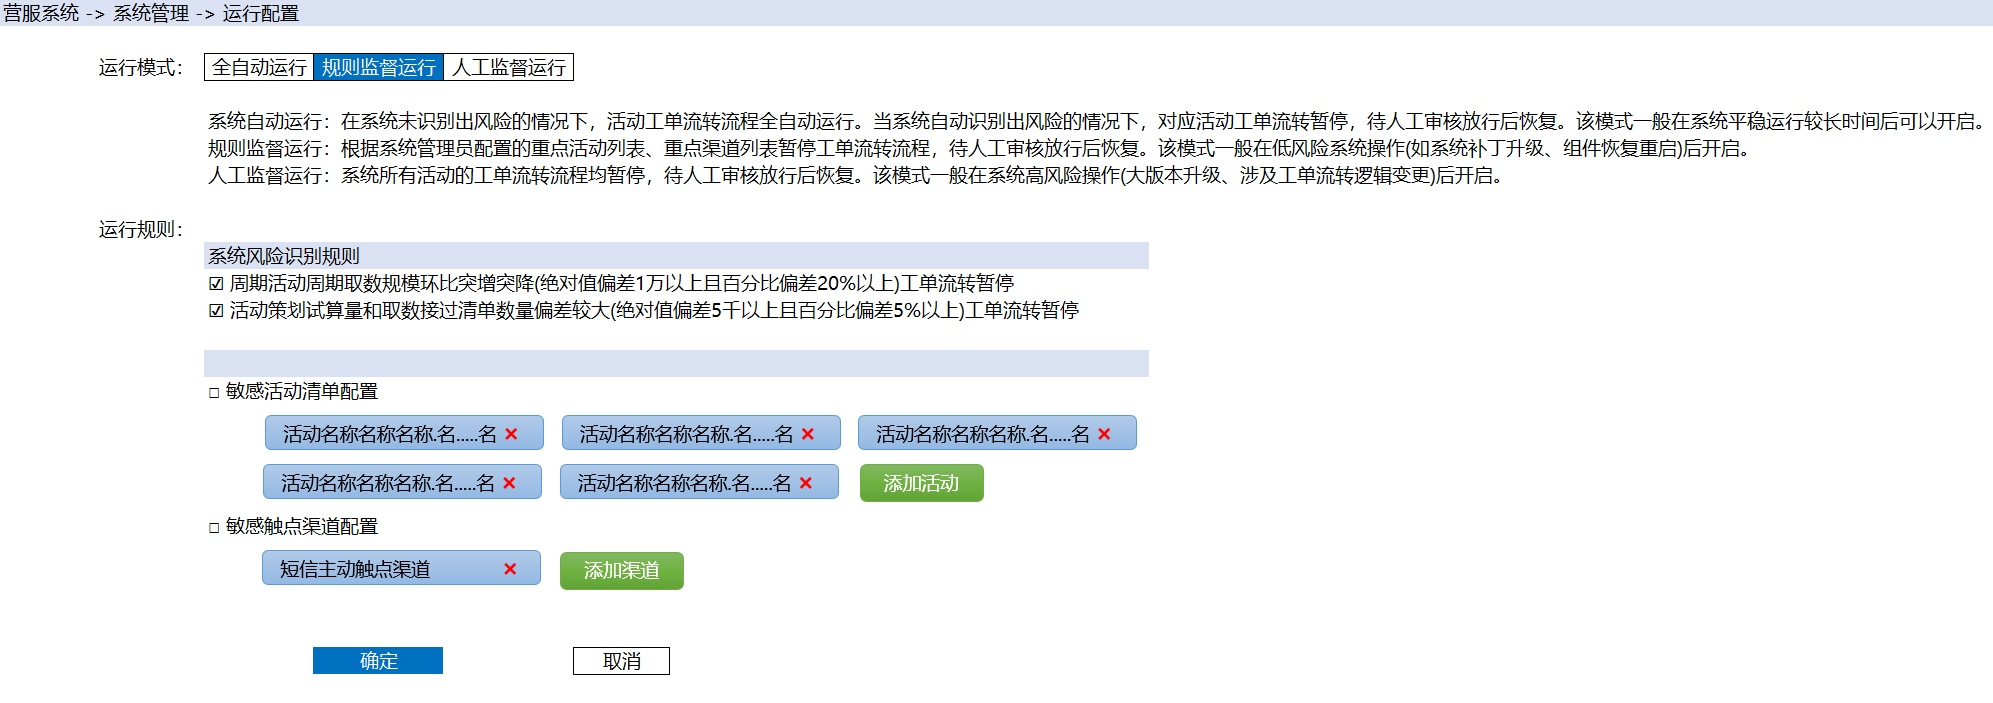 营服系统 -> 系统管理 -> 运行配置
运行模式： 全自动运行 规则监督运行 人工监督运行
系统自动运行：在系统未识别出风险的情况下，活动工单流转流程全自动运行。当系统自动识别出风险的情况下，对应活动工单流转暂停，待人工审核放行后恢复。该模式一般在系统平稳运行较长时间后可以开启。
规则监督运行：根据系统管理员配置的重点活动列表、重点渠道列表暂停工单流转流程，待人工审核放行后恢复。该模式一般在低风险系统操作(如系统补丁升级、组件恢复重启)后开启。
人工监督运行：系统所有活动的工单流转流程均暂停，待人工审核放行后恢复。该模式一般在系统高风险操作(大版本升级、涉及工单流转逻辑变更)后开启。
运行规则：
系统风险识别规则
☑ 周期活动周期取数规模环比突增突降(绝对值偏差1万以上且百分比偏差20%以上)工单流转暂停
☑ 活动策划试算量和取数接过清单数量偏差较大(绝对值偏差5千以上且百分比偏差5%以上)工单流转暂停
□ 敏感活动清单配置
活动名称名称名称.名.....名 × 活动名称名称名称.名.....名 × 活动名称名称名称.名.....名 ×
活动名称名称名称.名.....名 × 活动名称名称名称.名.....名 × 添加活动
□ 敏感触点渠道配置
短信主动触点渠道 × 添加渠道
确定 取消